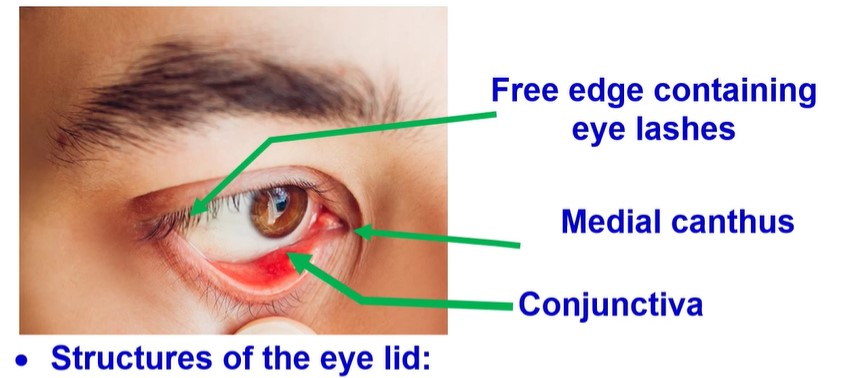 Free edge containing
eye lashes
Medial canthus
Conjunctiva
• Structures of the eye lid: